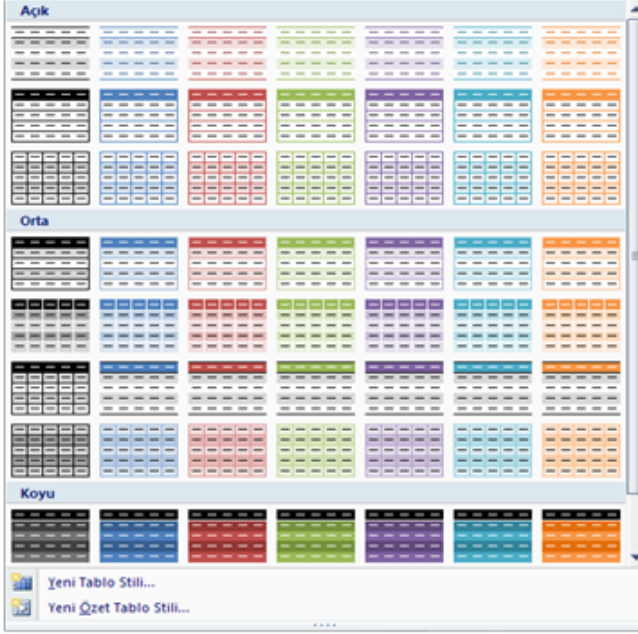 Açık
Orta
Koyu
Yeni Tablo Stili...
Yeni Özet Tablo Stili...